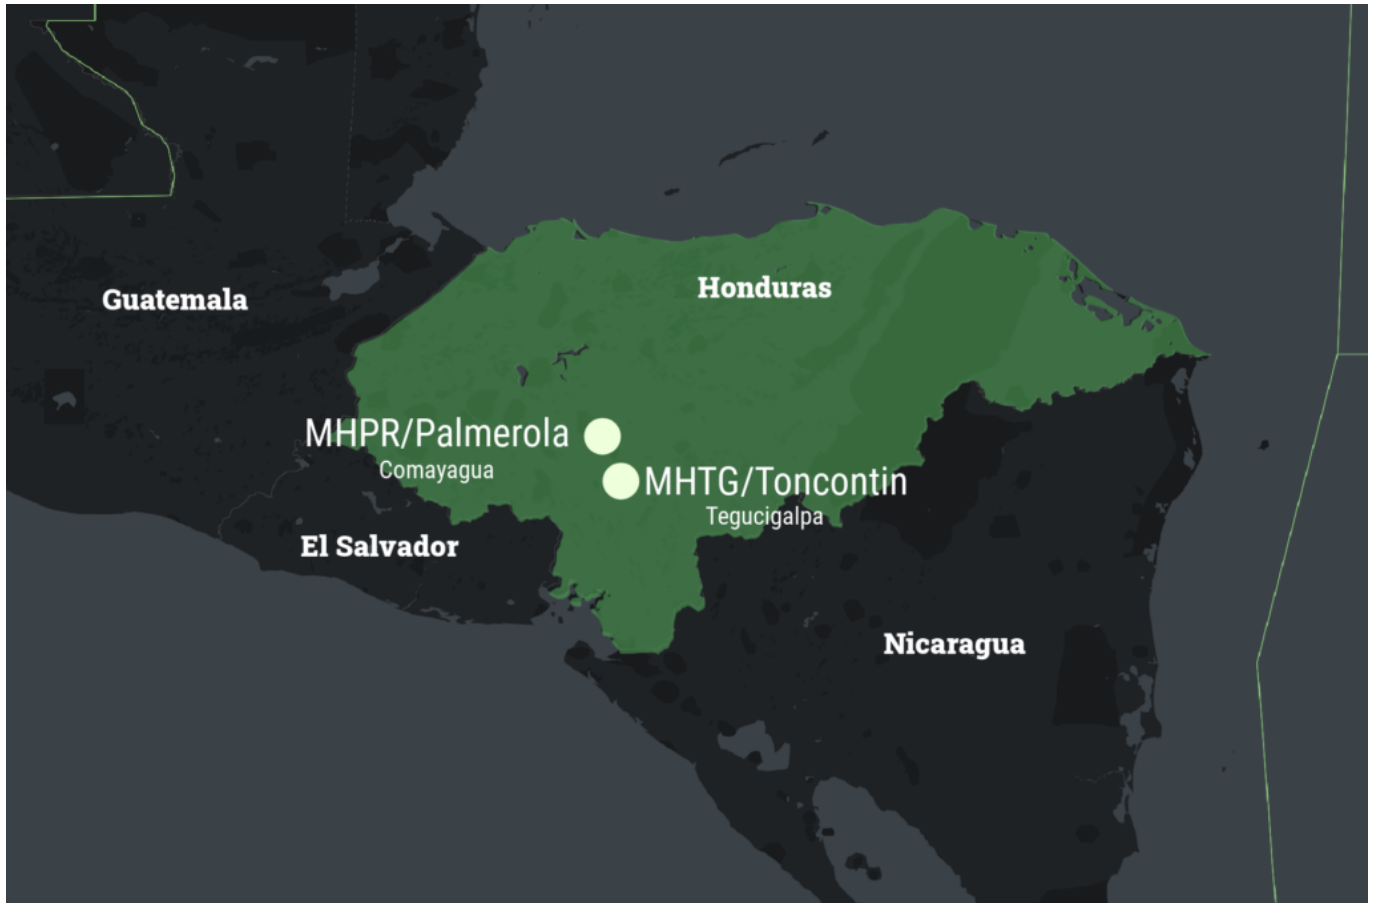 Guatemala
Honduras
MHPR/Palmerola
Comayagua
MHTG/Toncontin
Tegucigalpa
El Salvador
Nicaragua